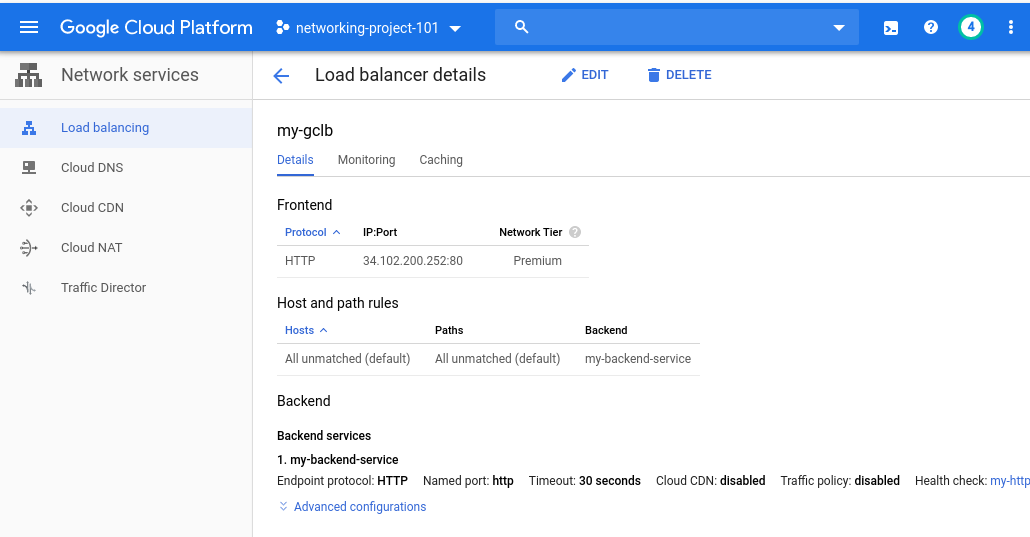 Google Cloud Platform networking-project-101 4
Network services
Load balancer details EDIT DELETE
Load balancing
Cloud DNS
Cloud CDN
Cloud NAT
Traffic Director
my-gclb
Details Monitoring Caching
Frontend
Protocol IP:Port Network Tier ?
HTTP 34.102.200.252:80 Premium
Host and path rules
Hosts Paths Backend
All unmatched (default) All unmatched (default) my-backend-service
Backend
Backend services
1. my-backend-service
Endpoint protocol: HTTP Named port: http Timeout: 30 seconds Cloud CDN: disabled Traffic policy: disabled Health check: my-http
Advanced configurations